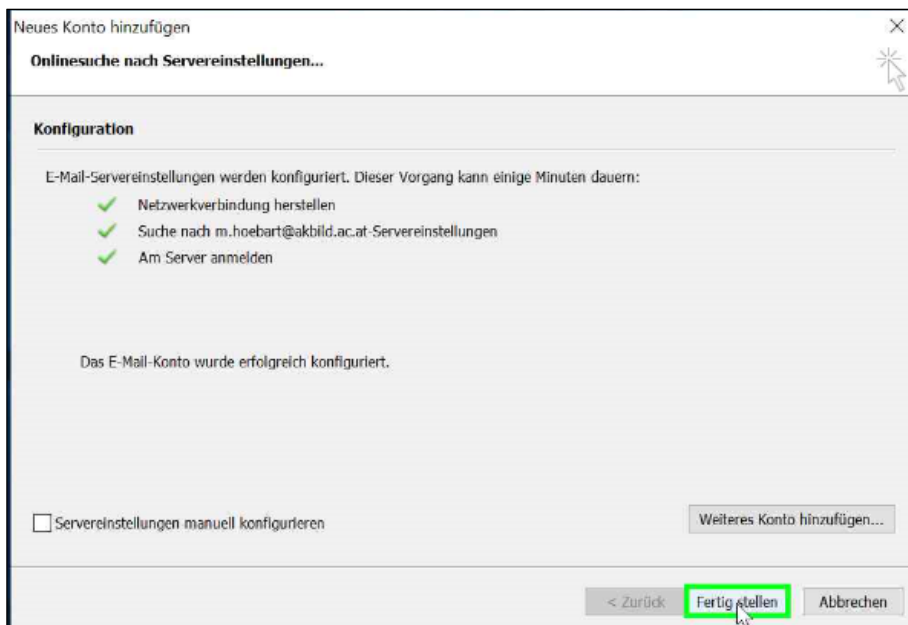 Neues Konto hinzufügen
Onlinesuche nach Servereinstellungen...
Konfiguration
E-Mail-Servereinstellungen werden konfiguriert. Dieser Vorgang kann einige Minuten dauern:
Netzwerkverbindung herstellen
Suche nach m.hoebart@akbild.ac.at-Servereinstellungen
Am Server anmelden
Das E-Mail-Konto wurde erfolgreich konfiguriert.
Servereinstellungen manuell konfigurieren
Weiteres Konto hinzufügen...
< Zurück Fertig stellen Abbrechen